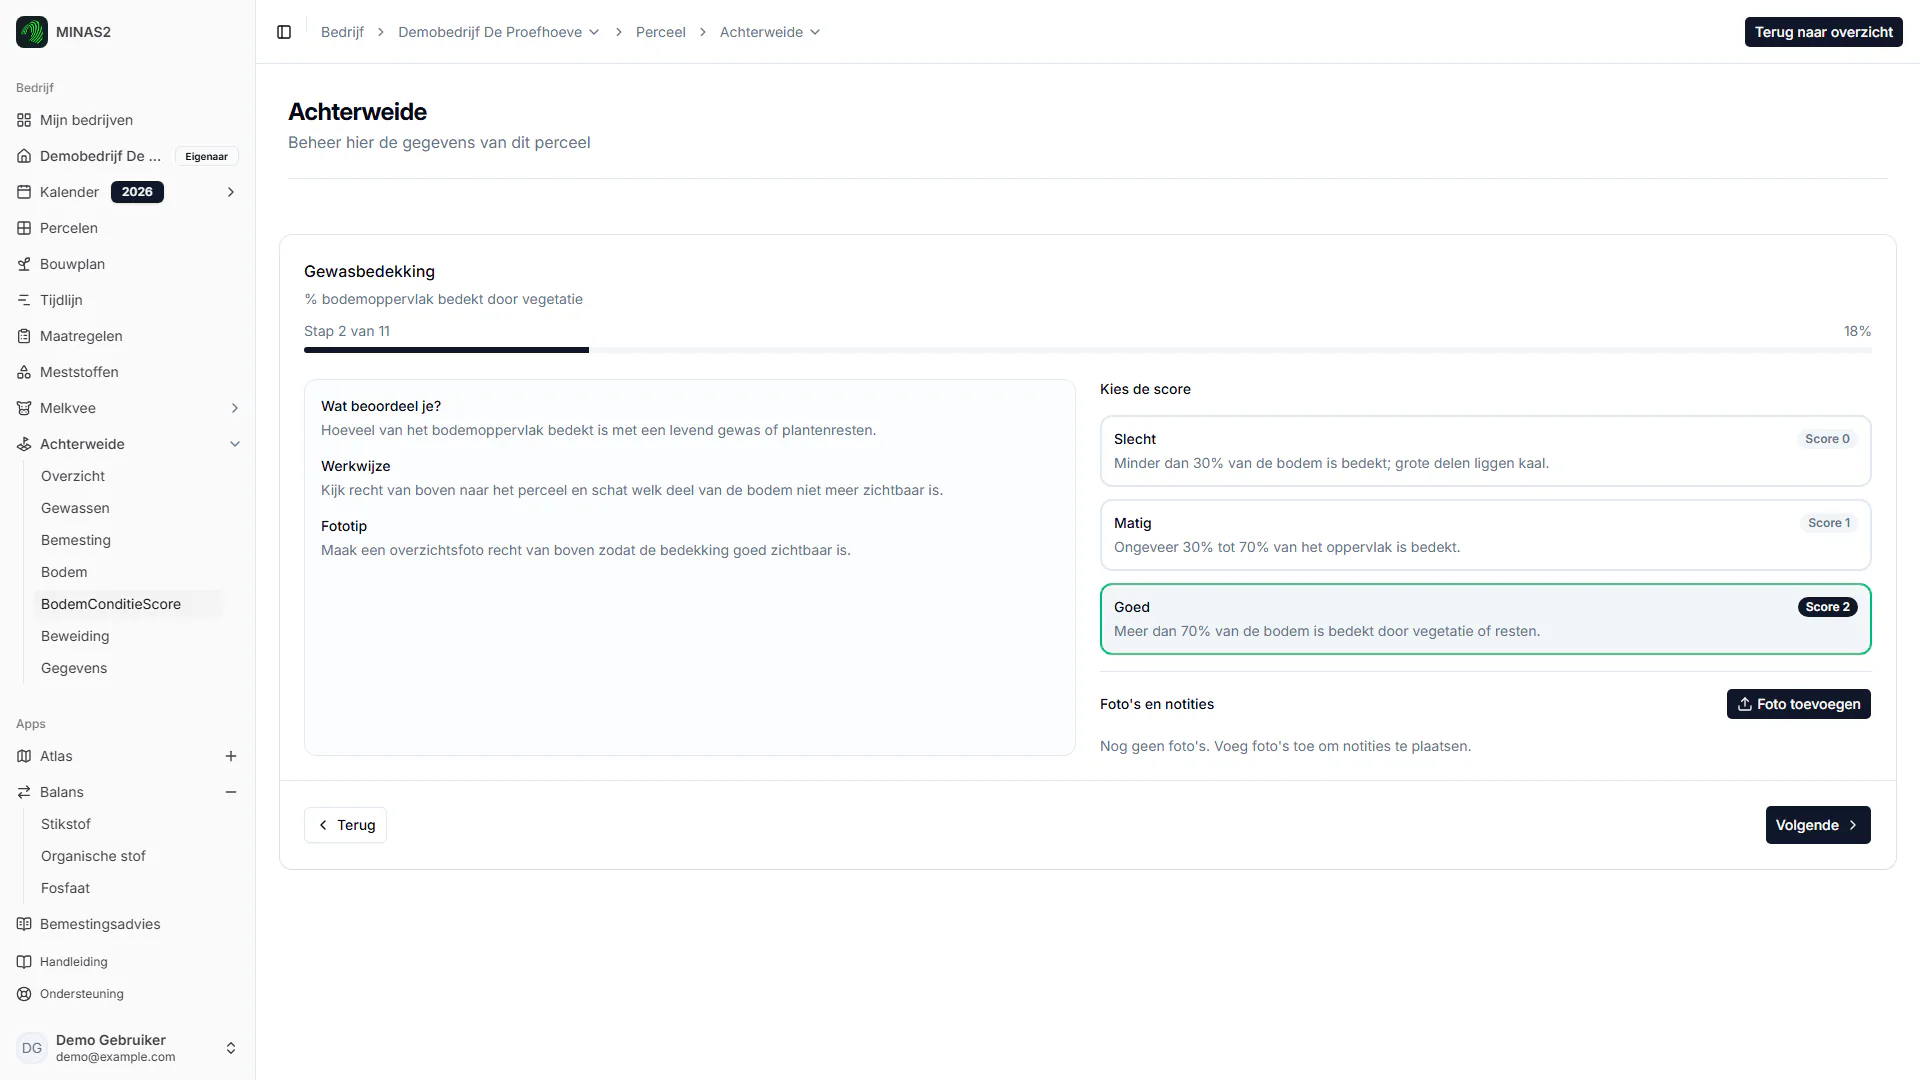 MINAS2
Bedrijf
Mijn bedrijven
Demobedrijf De ... Eigenaar
Kalender 2026
Percelen
Bouwplan
Tijdlijn
Maatregelen
Meststoffen
Melkvee
Achterweide
Overzicht
Gewassen
Bemesting
Bodem
BodemConditieScore
Beweiding
Gegevens
Apps
Atlas
Balans
Stikstof
Organische stof
Fosfaat
Bemestingsadvies
Handleiding
Ondersteuning
DG Demo Gebruiker
demo@example.com
Bedrijf Demobedrijf De Proefhoeve Perceel Achterweide
Terug naar overzicht
Achterweide
Beheer hier de gegevens van dit perceel
Gewasbedekking
% bodemoppervlak bedekt door vegetatie
Stap 2 van 11 18%
Wat beoordeel je?
Hoeveel van het bodemoppervlak bedekt is met een levend gewas of plantenresten.
Werkwijze
Kijk recht van boven naar het perceel en schat welk deel van de bodem niet meer zichtbaar is.
Fototip
Maak een overzichtsfoto recht van boven zodat de bedekking goed zichtbaar is.
Kies de score
Slecht Score 0
Minder dan 30% van de bodem is bedekt; grote delen liggen kaal.
Matig Score 1
Ongeveer 30% tot 70% van het oppervlak is bedekt.
Goed Score 2
Meer dan 70% van de bodem is bedekt door vegetatie of resten.
Foto's en notities Foto toevoegen
Nog geen foto's. Voeg foto's toe om notities te plaatsen.
Terug Volgende